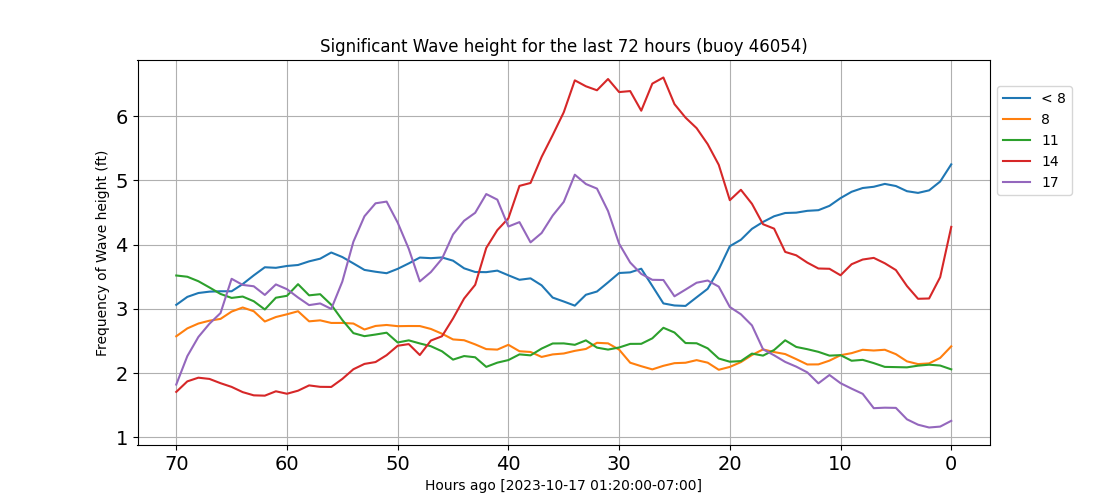 Significant Wave height for the last 72 hours (buoy 46054)
Frequency of Wave height (ft)
6
5
4
3
2
1
70 60 50 40 30 20 10 0
Hours ago [2023-10-17 01:20:00-07:00]
< 8
8
11
14
17